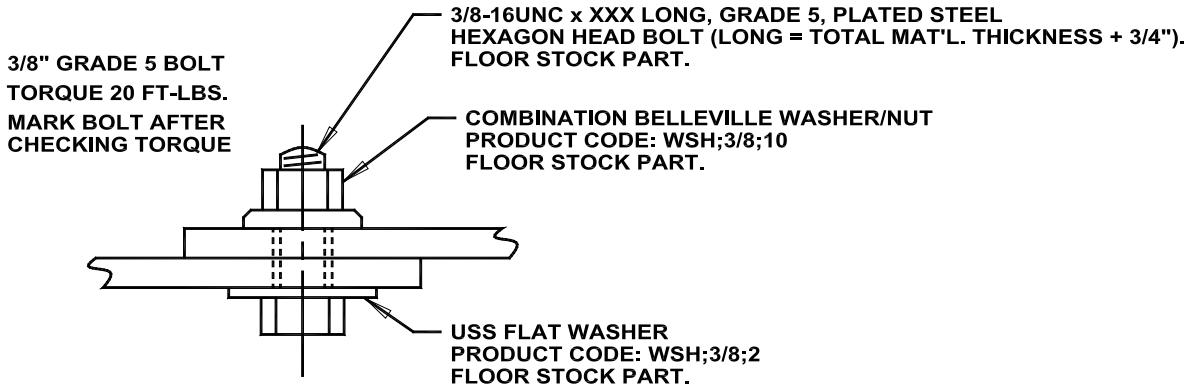 3/8-16UNC x XXX LONG, GRADE 5, PLATED STEEL
HEXAGON HEAD BOLT (LONG = TOTAL MAT'L. THICKNESS + 3/4").
FLOOR STOCK PART.
3/8" GRADE 5 BOLT
TORQUE 20 FT-LBS.
MARK BOLT AFTER
CHECKING TORQUE
COMBINATION BELLEVILLE WASHER/NUT
PRODUCT CODE: WSH;3/8;10
FLOOR STOCK PART.
USS FLAT WASHER
PRODUCT CODE: WSH;3/8;2
FLOOR STOCK PART.